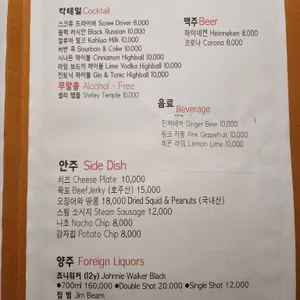 칵테일 Cocktail
스크류 드라이버 Screw Driver 8,000
블랙 러시안 Black Russian 10,000
깔루아 밀크 Kahlua Milk 10,000
버번 콕 Bourbon & Coke 10,000
시나몬 하이볼 Cinnamon Highball 10,000
라임 보드카 하이볼 Lime Vodka Highball 10,000
진토닉 하이볼 Gin & Tonic Highball 10,000
무알콜 Alcohol - Free
셜리 템플 Shirley Temple 10,000
맥주 Beer
하이네켄 Heinneken 8,000
코로나 Corona 8,000
음료 Beverage
진저비어 Ginger Beer 10,000
핑크 자몽 Pink Grapefruit 10,000
레몬 라임 Lemon Lime 10,000
안주 Side Dish
치즈 Cheese Plate 10,000
육포 Beef Jerky (호주산) 15,000
오징어와 땅콩 18,000 Dried Squid & Peanuts (국내산)
스팀 소시지 Steam Sausage 12,000
나초 Nacho Chip 8,000
감자칩 Potato Chip 8,000
양주 Foreign Liquors
죠니워커 (12y) Johnnie Walker Black
●700ml 160,000 ●Double Shot 20,000 ●Single Shot 12,000
짐 빔 Jim Beam